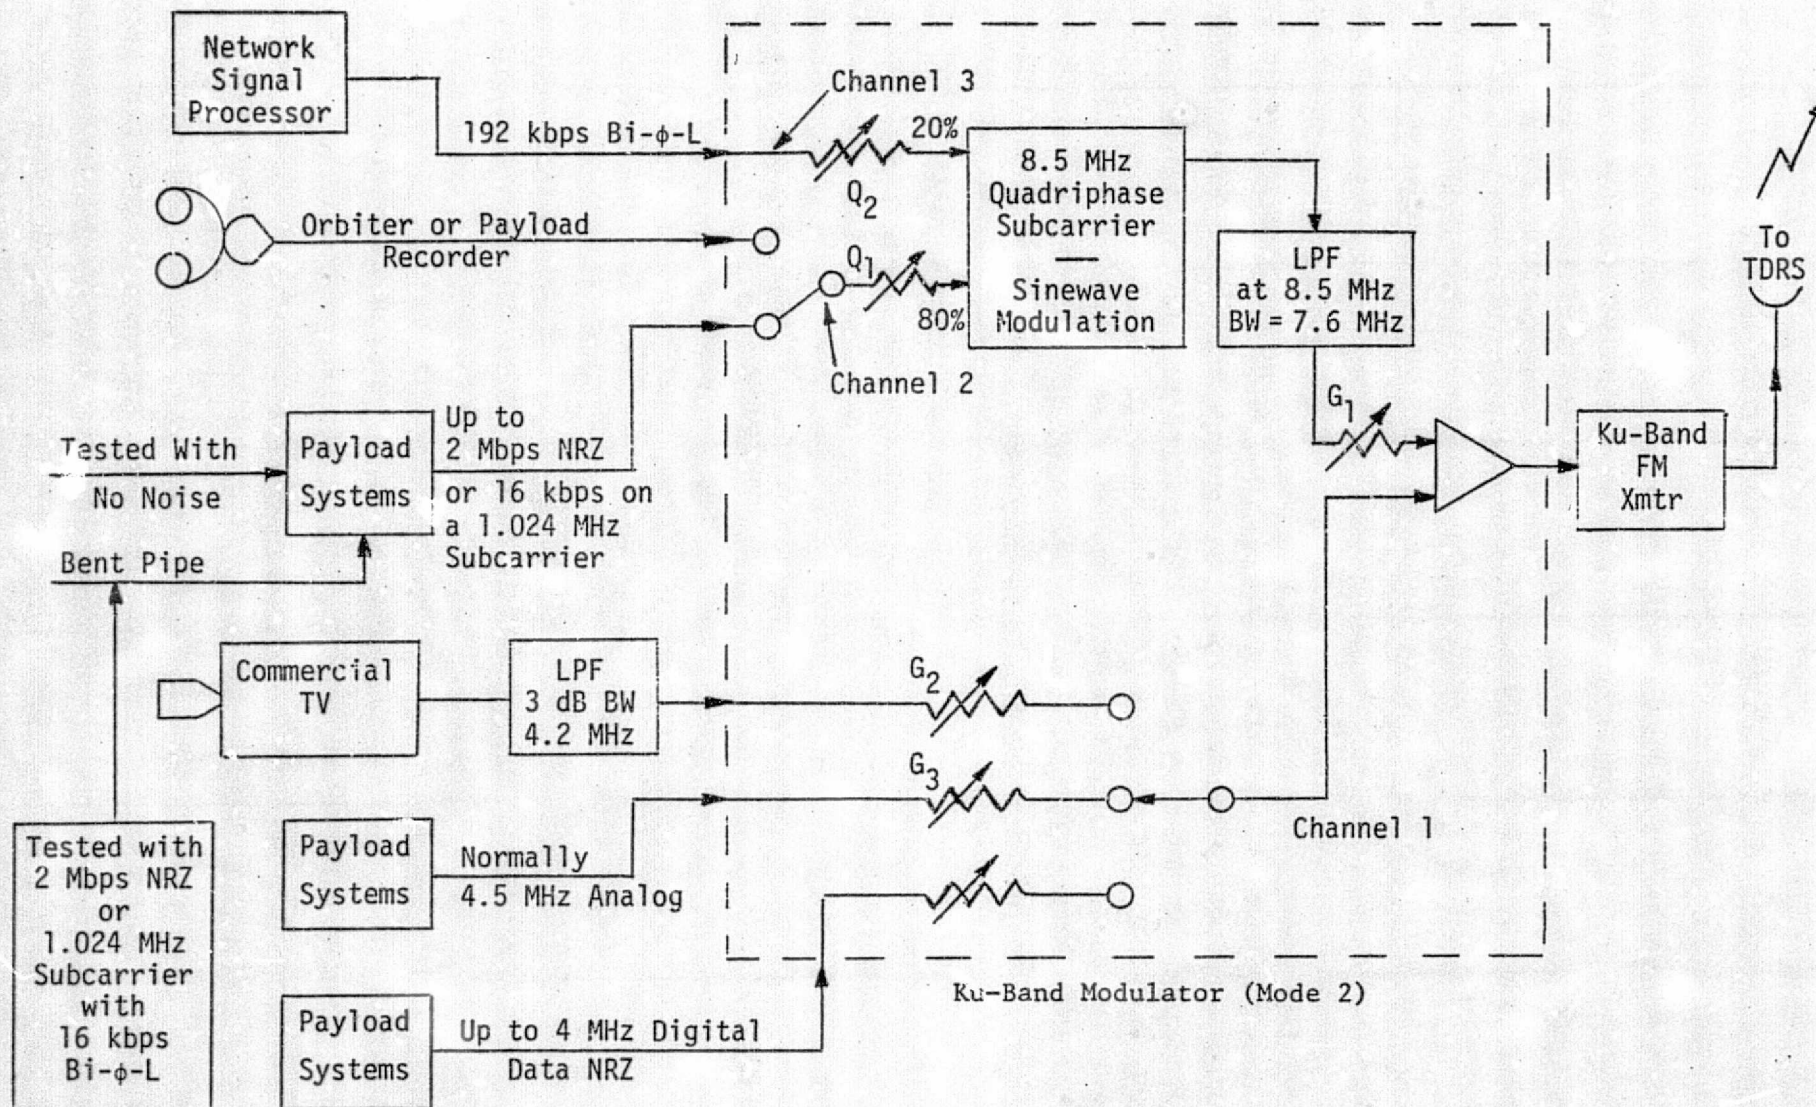 Network
Signal
Processor
192 kbps Bi-ϕ-L
Channel 3
20%
Q2
Orbiter or Payload
Recorder
Q1
80%
Channel 2
8.5 MHz
Quadriphase
Subcarrier
—
Sinewave
Modulation
LPF
at 8.5 MHz
BW = 7.6 MHz
To
TDRS
G1
Ku-Band
FM
Xmtr
Tested With
No Noise
Bent Pipe
Payload
Systems
Up to
2 Mbps NRZ
or 16 kbps on
a 1.024 MHz
Subcarrier
Commercial
TV
LPF
3 dB BW
4.2 MHz
G2
G3
Channel 1
Payload
Systems
Normally
4.5 MHz Analog
Tested with
2 Mbps NRZ
or
1.024 MHz
Subcarrier
with
16 kbps
Bi-ϕ-L
Payload
Systems
Up to 4 MHz Digital
Data NRZ
Ku-Band Modulator (Mode 2)